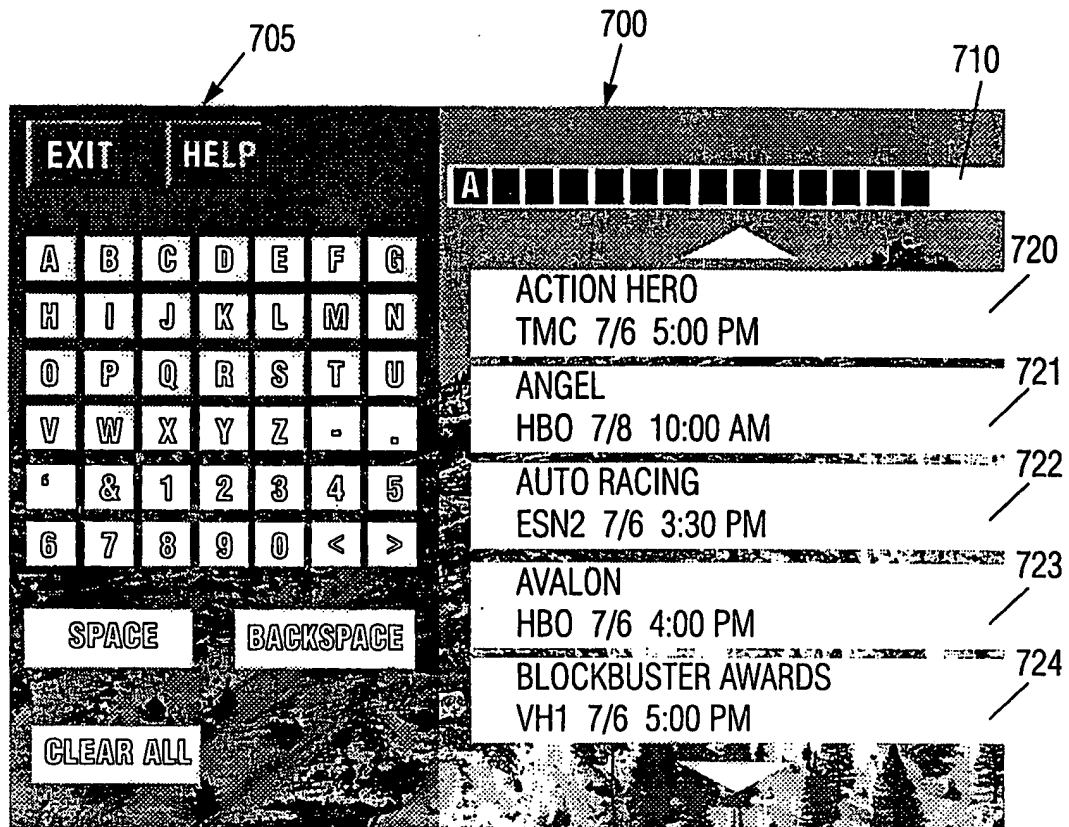 705
700
710
EXIT HELP
A
A B C D E F G
H I J K L M N
O P Q R S T U
V W X Y Z - .
' & 1 2 3 4 5
6 7 8 9 0 < >
SPACE BACKSPACE
CLEAR ALL
ACTION HERO
TMC 7/6 5:00 PM
720
ANGEL
HBO 7/8 10:00 AM
721
AUTO RACING
ESN2 7/6 3:30 PM
722
AVALON
HBO 7/6 4:00 PM
723
BLOCKBUSTER AWARDS
VH1 7/6 5:00 PM
724